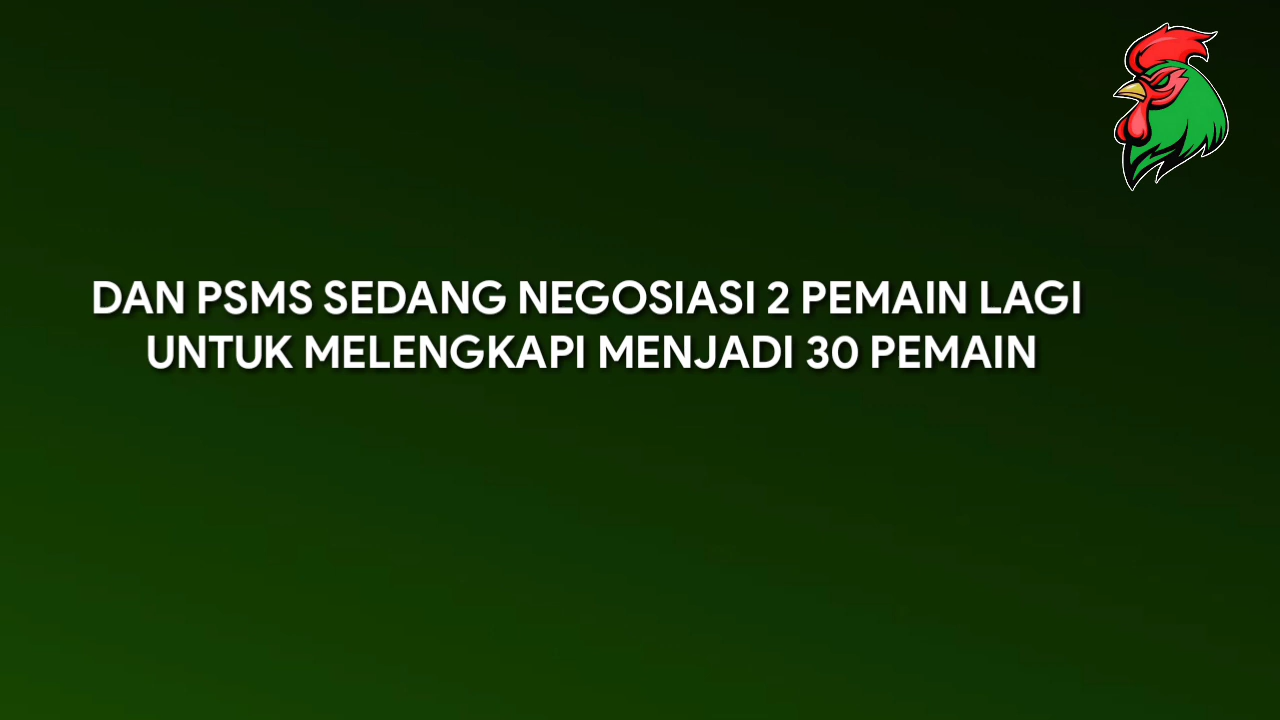 DAN PSMS SEDANG NEGOSIASI 2 PEMAIN LAGI
UNTUK MELENGKAPI MENJADI 30 PEMAIN